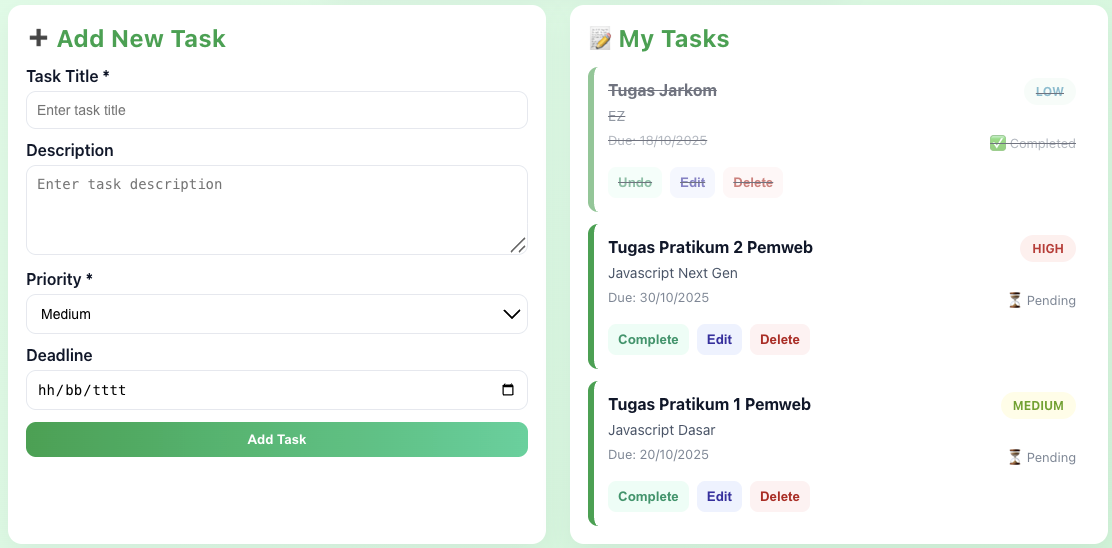 ➕ Add New Task
Task Title *
Enter task title
Description
Enter task description
Priority *
Medium
Deadline
hh/bb/tttt
Add Task
📝 My Tasks
Tugas Jarkom
LOW
EZ
Due: 18/10/2025
✅ Completed
Undo Edit Delete
Tugas Pratikum 2 Pemweb
HIGH
Javascript Next Gen
Due: 30/10/2025
⏳ Pending
Complete Edit Delete
Tugas Pratikum 1 Pemweb
MEDIUM
Javascript Dasar
Due: 20/10/2025
⏳ Pending
Complete Edit Delete